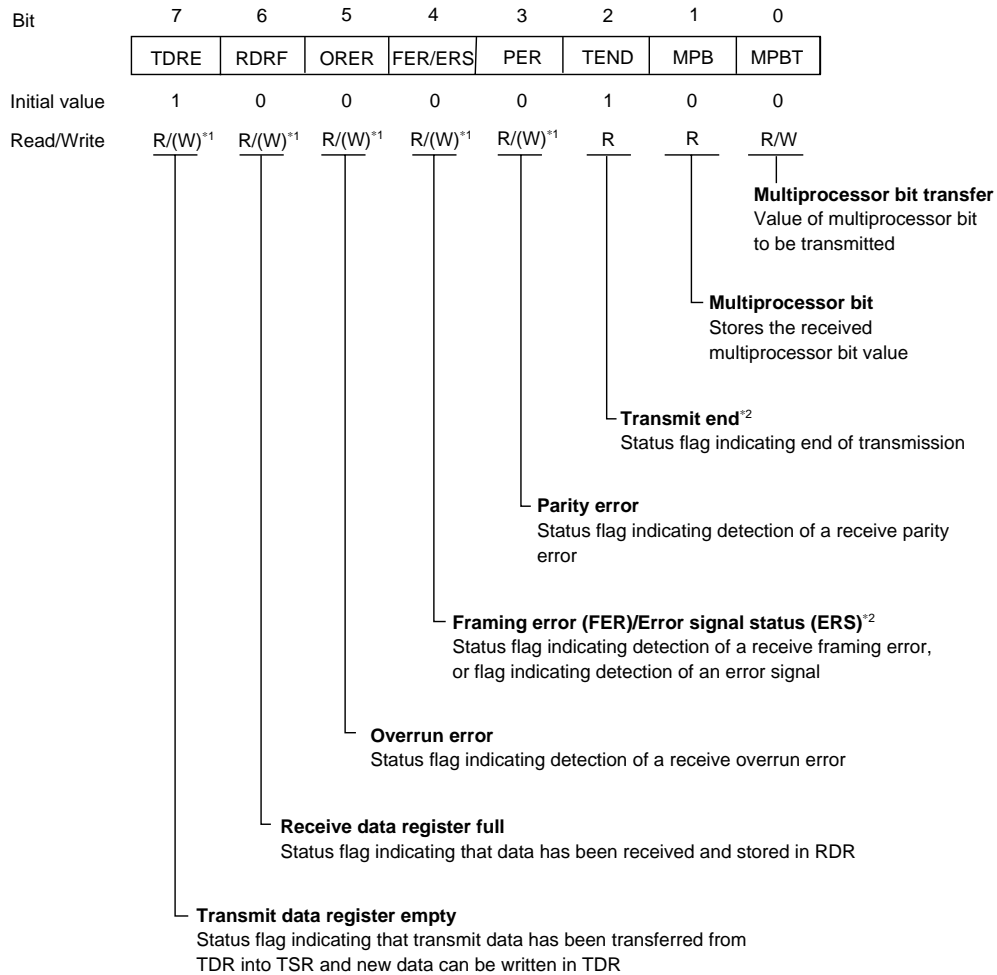 Bit 7 6 5 4 3 2 1 0
TDRE RDRF ORER FER/ERS PER TEND MPB MPBT
Initial value 1 0 0 0 0 1 0 0
Read/Write R/(W)*1 R/(W)*1 R/(W)*1 R/(W)*1 R/(W)*1 R R R/W
Multiprocessor bit transfer
Value of multiprocessor bit
to be transmitted
Multiprocessor bit
Stores the received
multiprocessor bit value
Transmit end*2
Status flag indicating end of transmission
Parity error
Status flag indicating detection of a receive parity
error
Framing error (FER)/Error signal status (ERS)*2
Status flag indicating detection of a receive framing error,
or flag indicating detection of an error signal
Overrun error
Status flag indicating detection of a receive overrun error
Receive data register full
Status flag indicating that data has been received and stored in RDR
Transmit data register empty
Status flag indicating that transmit data has been transferred from
TDR into TSR and new data can be written in TDR